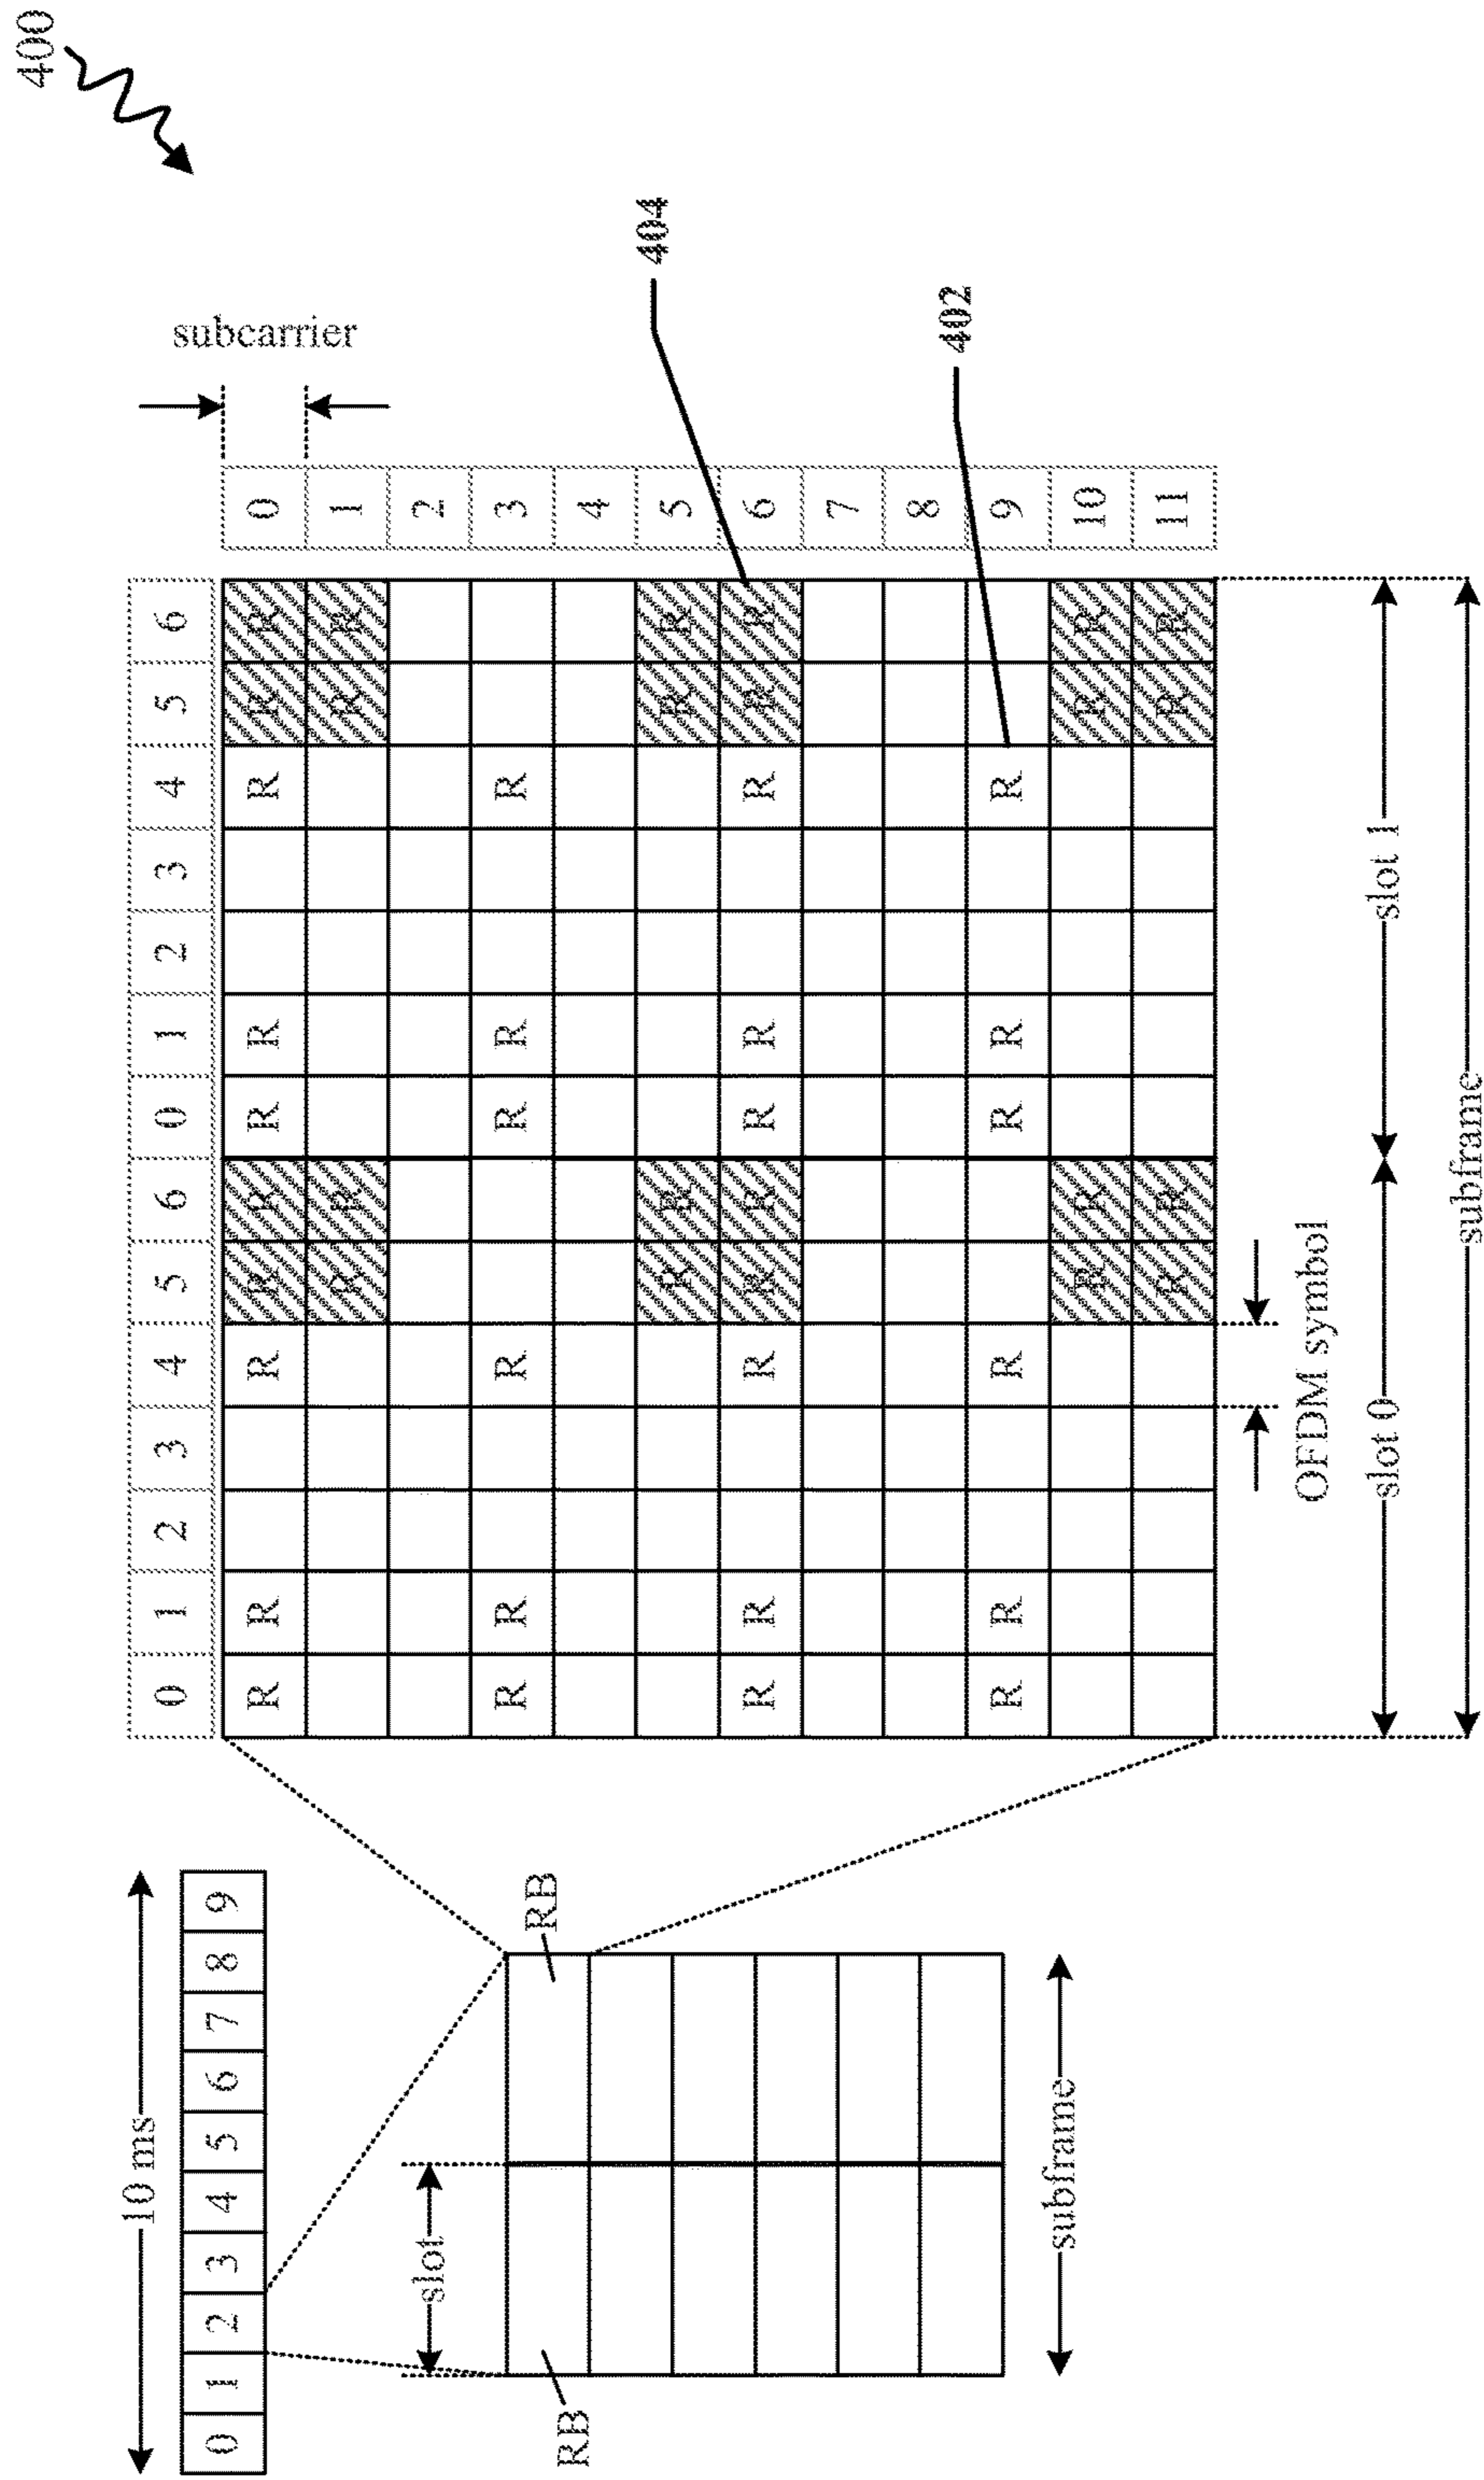 400
10 ms
0 1 2 3 4 5 6 7 8 9
slot
RB
RB
subframe
0 1 2 3 4 5 6 0 1 2 3 4 5 6
subcarrier
R R R R R R R R R R 0
R R R R 1
2
R R R R R R 3
4
R R R R 5
R R R R R R R R R R 6
7
8
R R R R R R 9
R R R R 10
R R R R 11
404
402
OFDM symbol
slot 0
slot 1
subframe